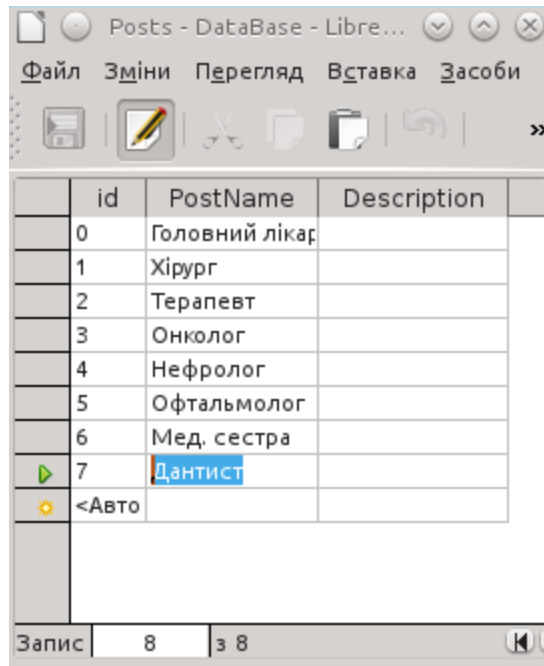 Posts - DataBase - Libre...
Файл Зміни Перегляд Вставка Засоби
»
id PostName Description
0 Головний лікар
1 Хірург
2 Терапевт
3 Онколог
4 Нефролог
5 Офтальмолог
6 Мед. сестра
7 Дантист
<Авто
Запис 8 з 8